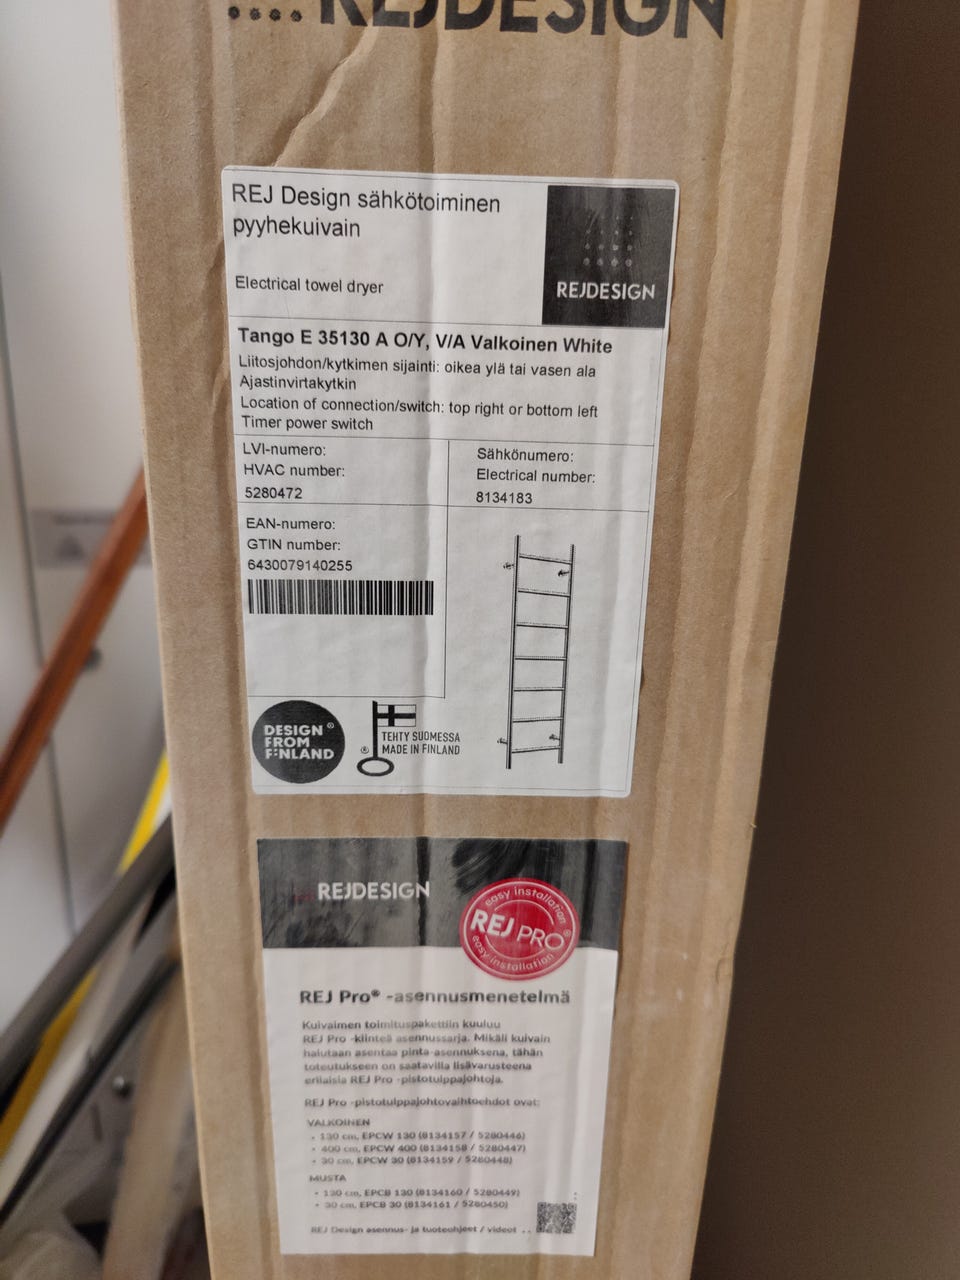 REJDESIGN
REJ Design sähkötoiminen
pyyhekuivain
Electrical towel dryer
REJDESIGN
Tango E 35130 A O/Y, V/A Valkoinen White
Liitosjohdon/kytkimen sijainti: oikea ylä tai vasen ala
Ajastinvirtakytkin
Location of connection/switch: top right or bottom left
Timer power switch
LVI-numero:
HVAC number:
5280472
Sähkönumero:
Electrical number:
8134183
EAN-numero:
GTIN number:
6430079140255
DESIGN ®
FROM
FINLAND
® TEHTY SUOMESSA
MADE IN FINLAND
REJDESIGN
easy installation
REJ PRO ®
easy installation
REJ Pro® -asennusmenetelmä
Kuivaimen toimituspakettiin kuuluu
REJ Pro -kiinteä asennussarja. Mikäli kuivain
halutaan asentaa pinta-asennuksena, tähän
toteutukseen on saatavilla lisävarusteena
erilaisia REJ Pro -pistotulppajohtoja.
REJ Pro -pistotulppajohtovaihtoehdot ovat:
VALKOINEN
• 130 cm, EPCW 130 (8134157 / 5280446)
• 400 cm, EPCW 400 (8134158 / 5280447)
• 30 cm, EPCW 30 (8134159 / 5280448)
MUSTA
• 130 cm, EPCB 130 (8134160 / 5280449)
• 30 cm, EPCB 30 (8134161 / 5280450)
REJ Design asennus- ja tuoteohjeet / videot ...